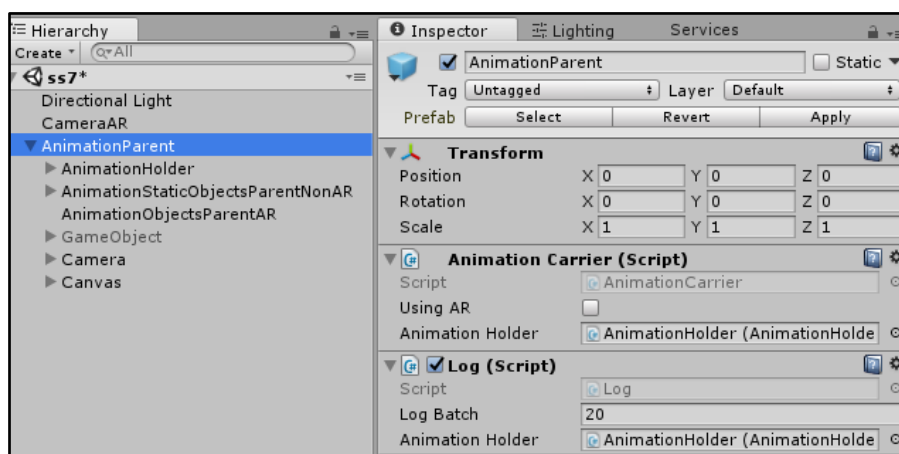 Hierarchy
Create All
ss7*
Directional Light
CameraAR
AnimationParent
AnimationHolder
AnimationStaticObjectsParentNonAR
AnimationObjectsParentAR
GameObject
Camera
Canvas
Inspector Lighting Services
AnimationParent Static
Tag Untagged Layer Default
Prefab Select Revert Apply
Transform
Position X 0 Y 0 Z 0
Rotation X 0 Y 0 Z 0
Scale X 1 Y 1 Z 1
C# Animation Carrier (Script)
Script AnimationCarrier
Using AR
Animation Holder AnimationHolder (AnimationHolde
C# Log (Script)
Script Log
Log Batch 20
Animation Holder AnimationHolder (AnimationHolde